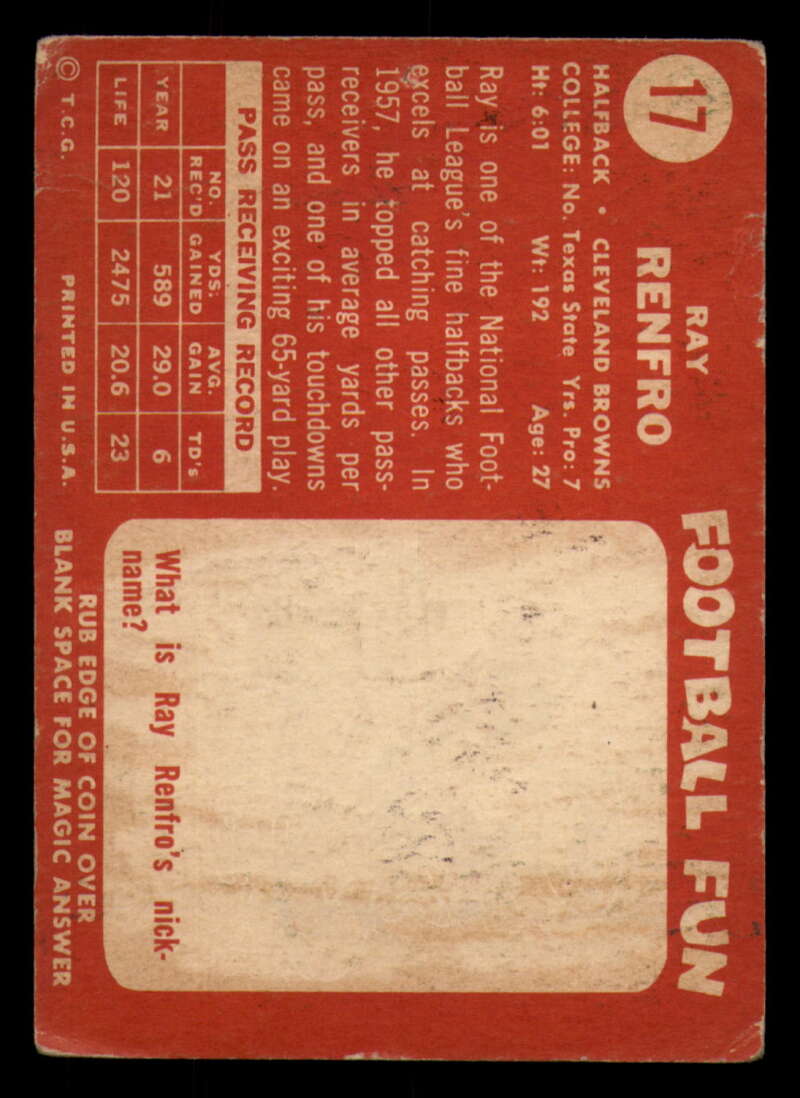 17
RAY
RENFRO
HALFBACK • CLEVELAND BROWNS
COLLEGE: No. Texas State Yrs. Pro: 7
Ht: 6:01 Wt: 192 Age: 27
Ray is one of the National Foot-
ball League's fine halfbacks who
excels at catching passes. In
1957, he topped all other pass-
receivers in average yards per
pass, and one of his touchdowns
came on an exciting 65-yard play.
PASS RECEIVING RECORD
NO. REC'D YDS. GAINED AVG. GAIN TD's
YEAR 21 589 29.0 6
LIFE 120 2475 20.6 23
© T.C.G. PRINTED IN U.S.A.
FOOTBALL FUN
What is Ray Renfro's nick-
name?
RUB EDGE OF COIN OVER
BLANK SPACE FOR MAGIC ANSWER